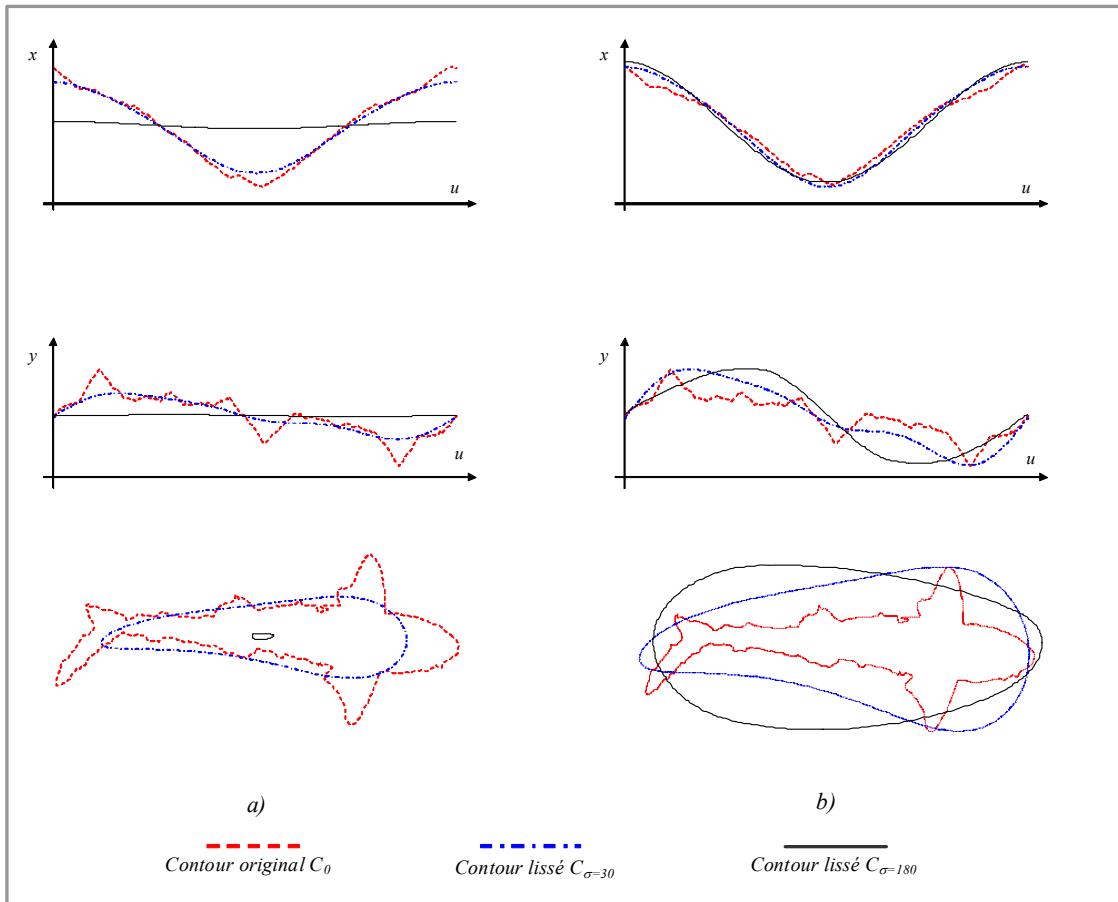 x
x
u
u
y
y
u
u
a)
b)
Contour original C0
Contour lissé Cσ=30
Contour lissé Cσ=180